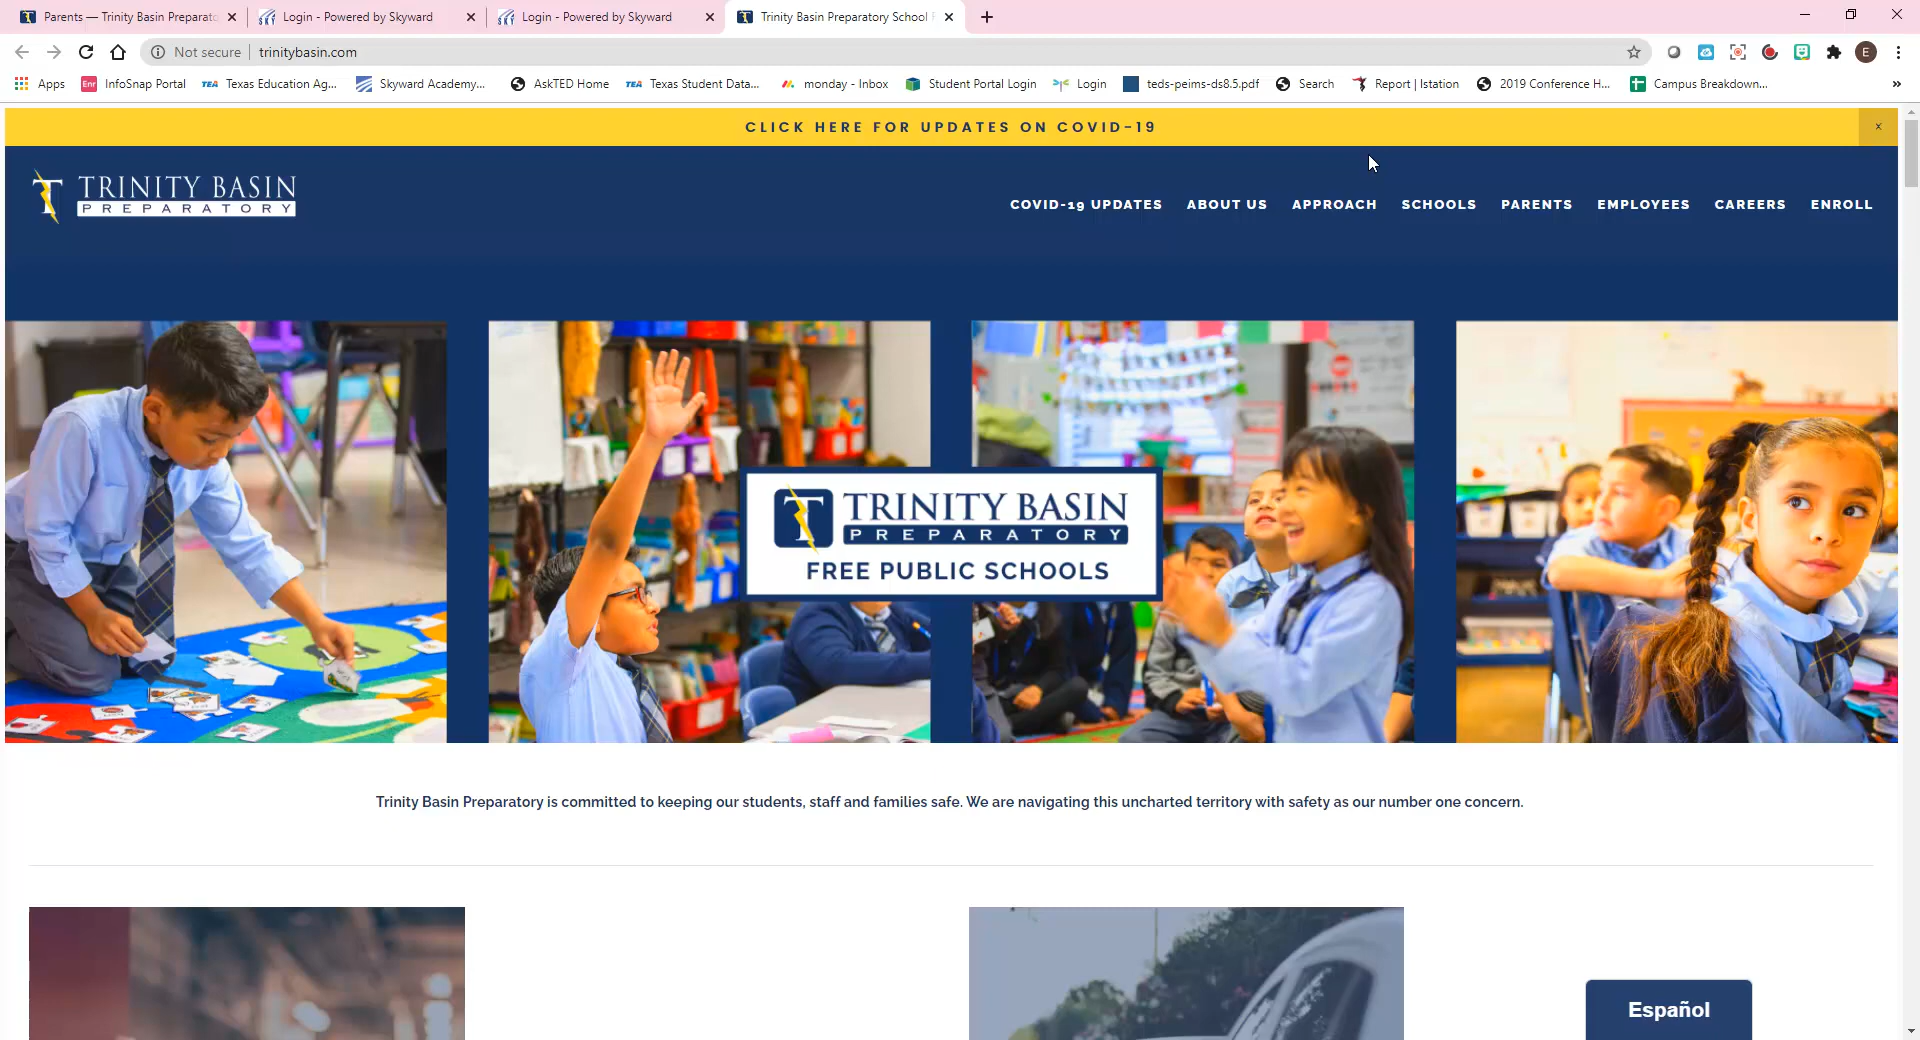 Parents — Trinity Basin Preparato
Login - Powered by Skyward
Login - Powered by Skyward
Trinity Basin Preparatory School
Not secure
trinitybasin.com
E
Apps
Enr
InfoSnap Portal
TEA
Texas Education Ag...
Skyward Academy...
AskTED Home
TEA
Texas Student Data...
monday - Inbox
Student Portal Login
Login
teds-peims-ds8.5.pdf
Search
Report | Istation
2019 Conference H...
Campus Breakdown...
»
CLICK HERE FOR UPDATES ON COVID-19
x
T TRINITY BASIN
PREPARATORY
COVID-19 UPDATES
ABOUT US
APPROACH
SCHOOLS
PARENTS
EMPLOYEES
CAREERS
ENROLL
T TRINITY BASIN
PREPARATORY
FREE PUBLIC SCHOOLS
Trinity Basin Preparatory is committed to keeping our students, staff and families safe. We are navigating this uncharted territory with safety as our number one concern.
Español